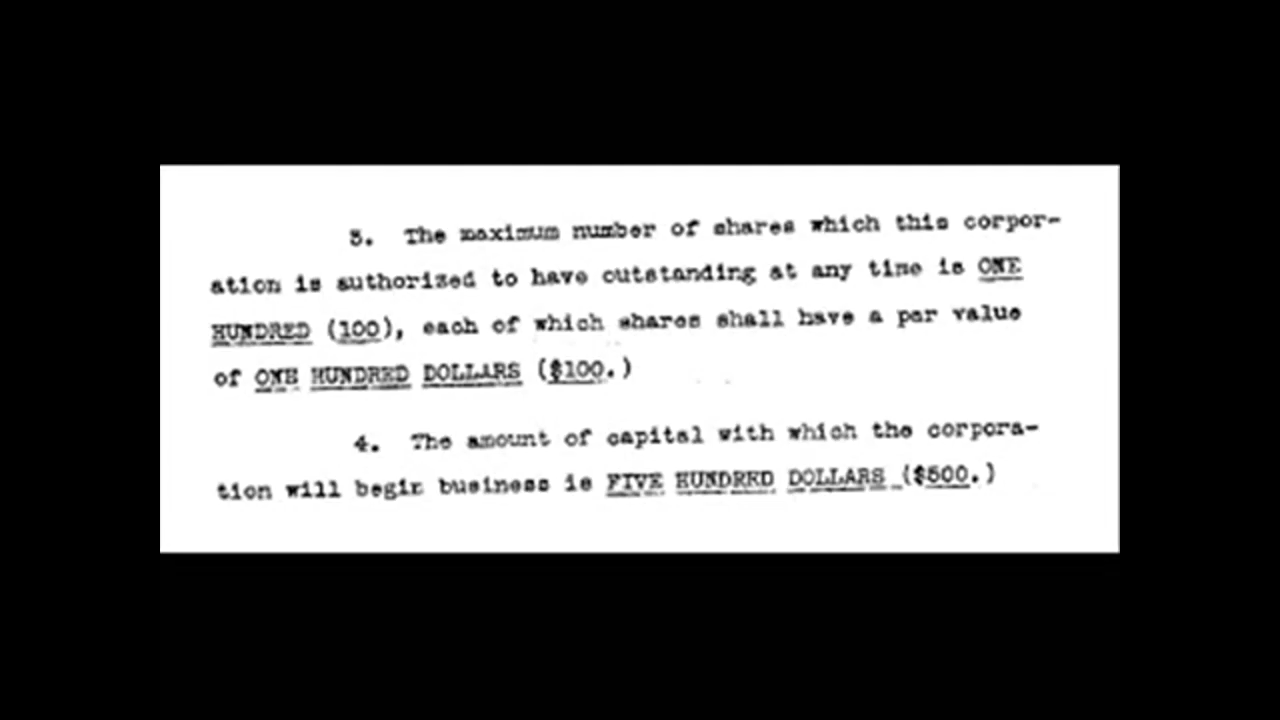 3. The maximum number of shares which this corpor-
ation is authorized to have outstanding at any time is ONE
HUNDRED (100), each of which shares shall have a par value
of ONE HUNDRED DOLLARS ($100.)
4. The amount of capital with which the corpora-
tion will begin business is FIVE HUNDRED DOLLARS ($500.)